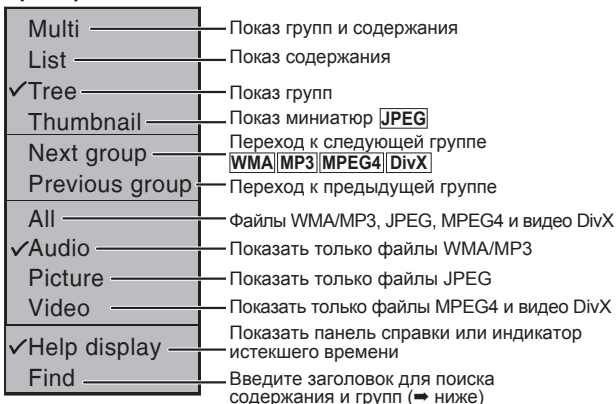 Multi Показ групп и содержания
List Показ содержания
✓Tree Показ групп
Thumbnail Показ миниатюр JPEG
Next group Переход к следующей группе
WMA MP3 MPEG4 DivX
Previous group Переход к предыдущей группе
All Файлы WMA/MP3, JPEG, MPEG4 и видео DivX
✓Audio Показать только файлы WMA/MP3
Picture Показать только файлы JPEG
Video Показать только файлы MPEG4 и видео DivX
✓Help display Показать панель справки или индикатор
истекшего времени
Find Введите заголовок для поиска
содержания и групп (➡ ниже)